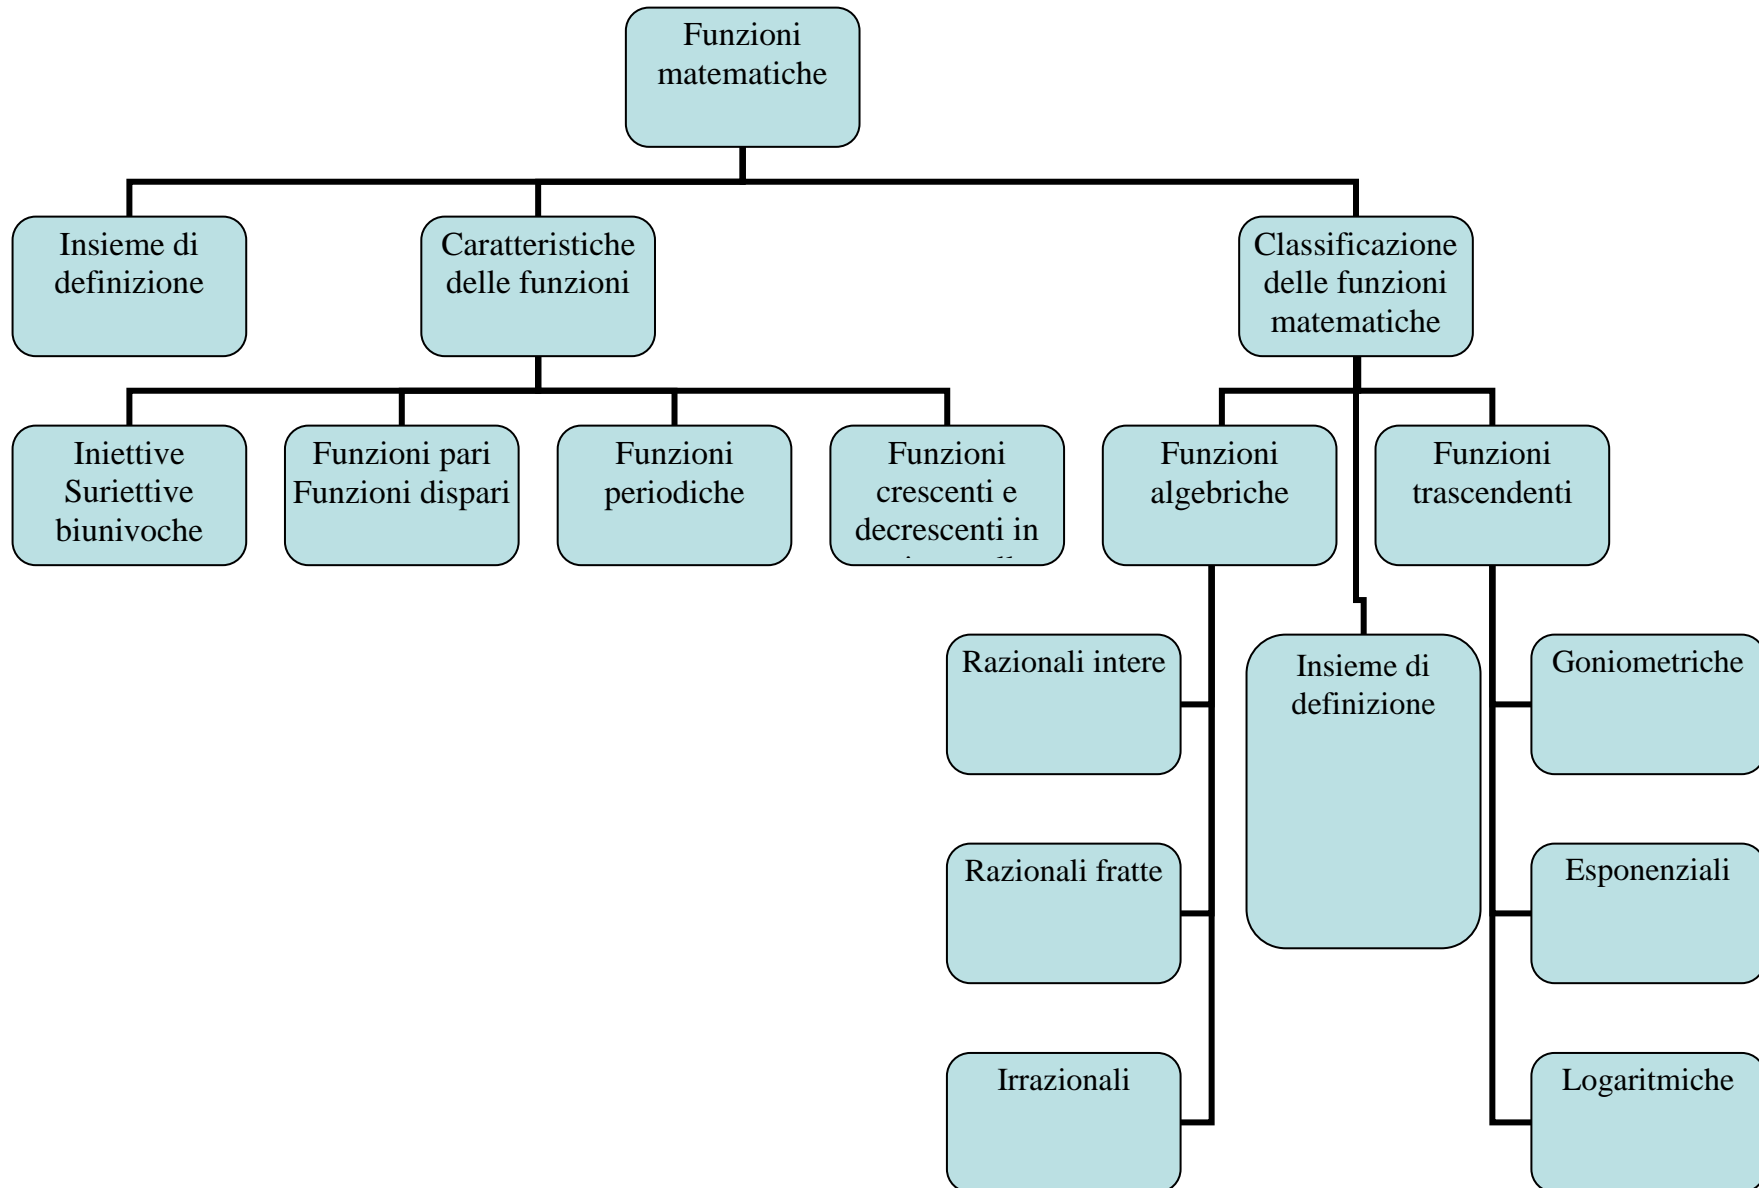 Funzioni
matematiche
Insieme di
definizione
Caratteristiche
delle funzioni
Classificazione
delle funzioni
matematiche
Iniettive
Suriettive
biunivoche
Funzioni pari
Funzioni dispari
Funzioni
periodiche
Funzioni
crescenti e
decrescenti in
Funzioni
algebriche
Funzioni
trascendenti
Razionali intere
Insieme di
definizione
Goniometriche
Razionali fratte
Esponenziali
Irrazionali
Logaritmiche